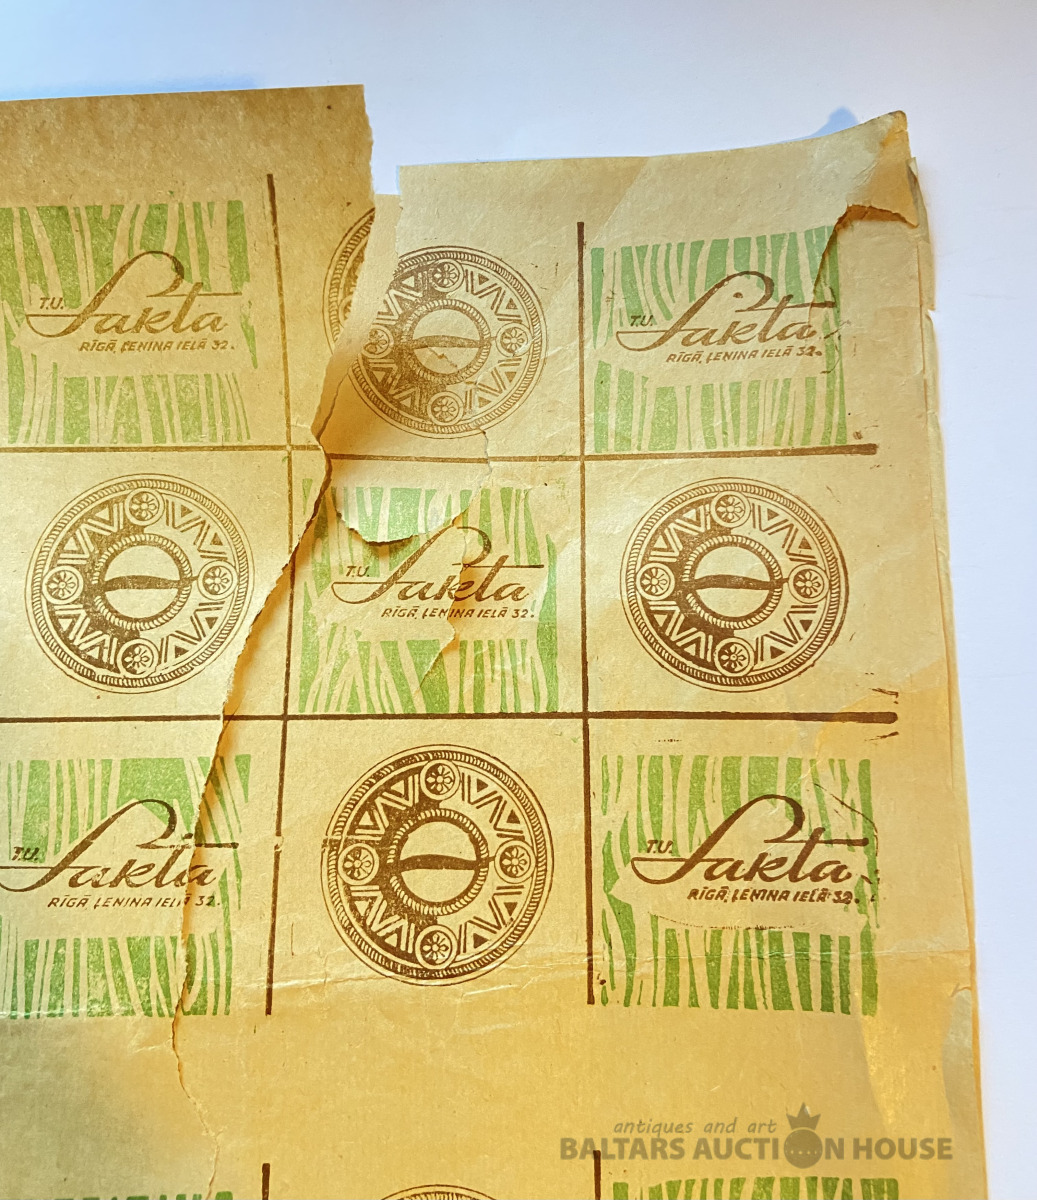 T.U. Sakta
RĪGĀ, ĻENINA IELĀ 32.
T.U. Sakta
RĪGĀ, ĻENINA IELĀ 32.
T.U. Sakta
RĪGĀ, ĻENINA IELĀ 32.
T.U. Sakta
RĪGĀ, ĻENINA IELĀ 32.
T.U. Sakta
RĪGĀ, ĻENINA IELĀ 32.
antiques and art
BALTARS AUCTION HOUSE